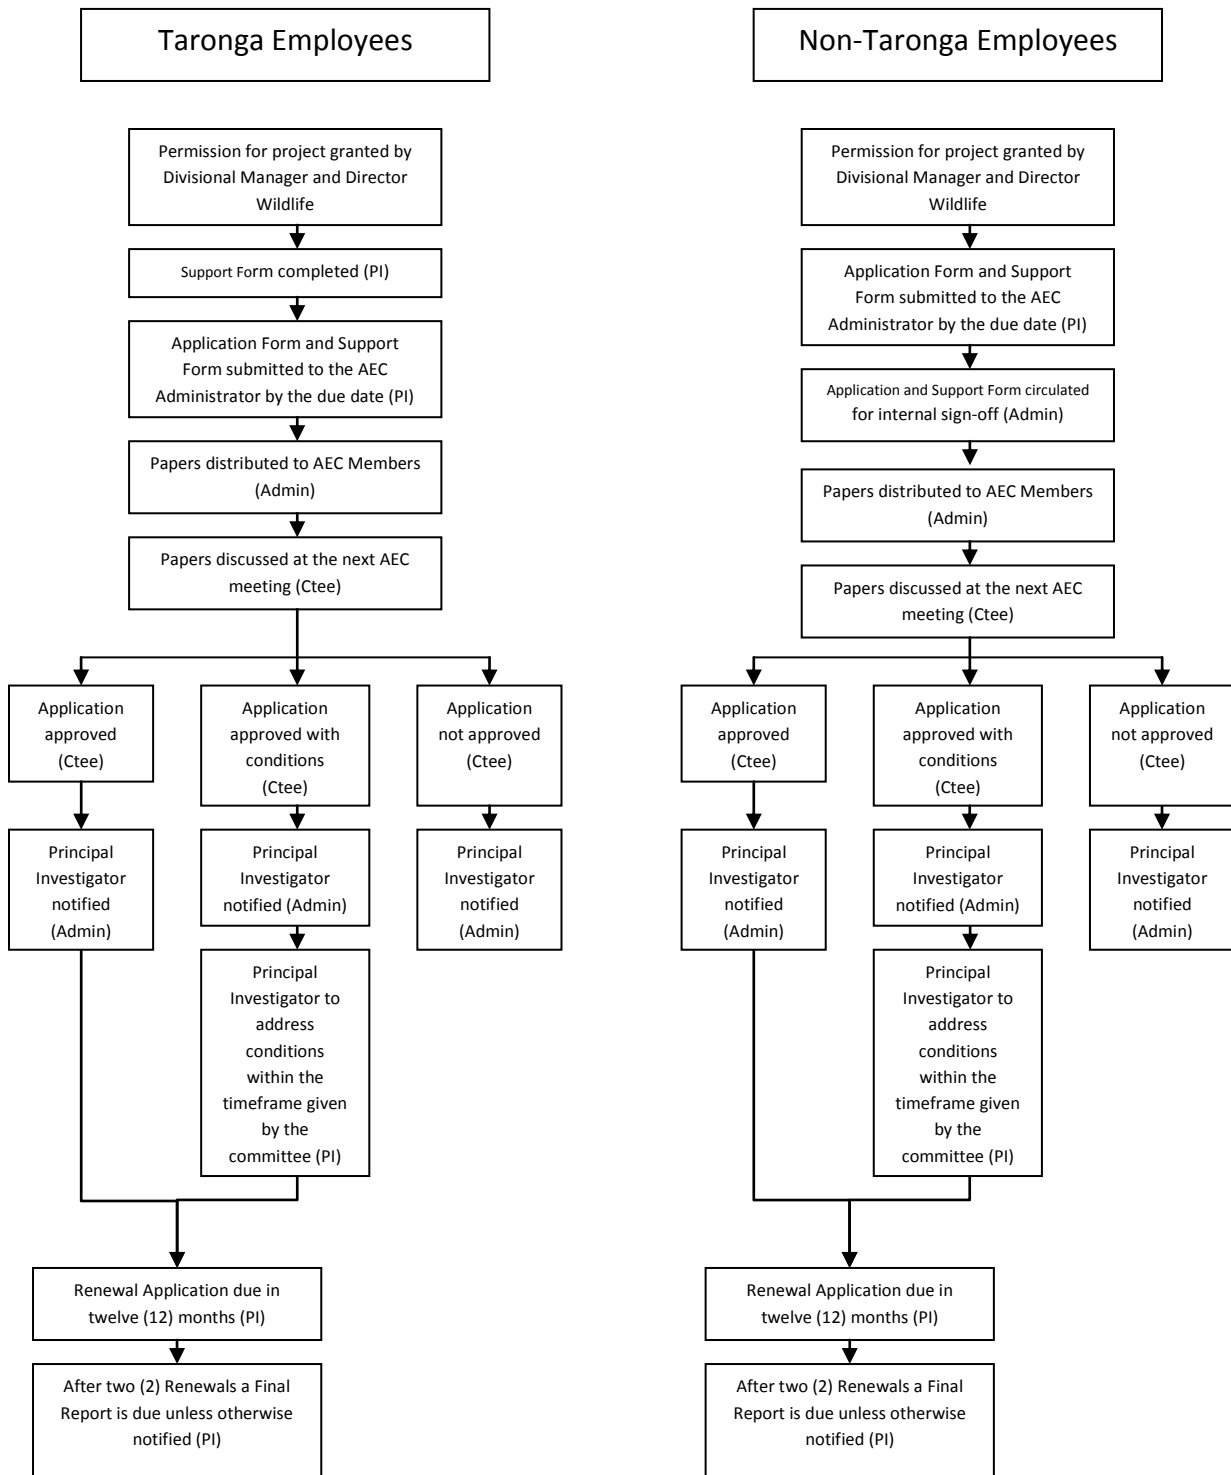 Taronga Employees
Permission for project granted by
Divisional Manager and Director
Wildlife
Support Form completed (PI)
Application Form and Support
Form submitted to the AEC
Administrator by the due date (PI)
Papers distributed to AEC Members
(Admin)
Papers discussed at the next AEC
meeting (Ctee)
Application
approved
(Ctee)
Application
approved with
conditions
(Ctee)
Application
not approved
(Ctee)
Principal
Investigator
notified
(Admin)
Principal
Investigator
notified (Admin)
Principal
Investigator
notified
(Admin)
Principal
Investigator to
address
conditions
within the
timeframe given
by the
committee (PI)
Renewal Application due in
twelve (12) months (PI)
After two (2) Renewals a Final
Report is due unless otherwise
notified (PI)
Non-Taronga Employees
Permission for project granted by
Divisional Manager and Director
Wildlife
Application Form and Support
Form submitted to the AEC
Administrator by the due date (PI)
Application and Support Form circulated
for internal sign-off (Admin)
Papers distributed to AEC Members
(Admin)
Papers discussed at the next AEC
meeting (Ctee)
Application
approved
(Ctee)
Application
approved with
conditions
(Ctee)
Application
not approved
(Ctee)
Principal
Investigator
notified
(Admin)
Principal
Investigator
notified (Admin)
Principal
Investigator
notified
(Admin)
Principal
Investigator to
address
conditions
within the
timeframe given
by the
committee (PI)
Renewal Application due in
twelve (12) months (PI)
After two (2) Renewals a Final
Report is due unless otherwise
notified (PI)